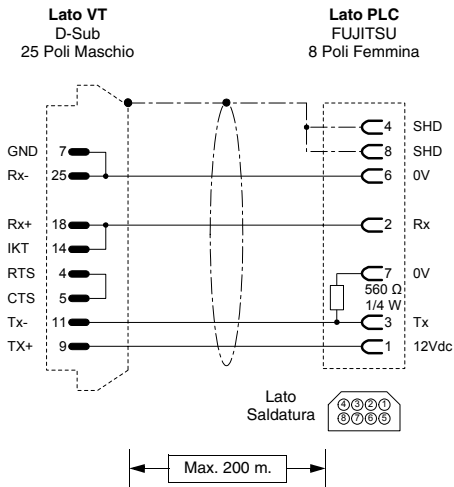 Lato VT
D-Sub
25 Poli Maschio
Lato PLC
FUJITSU
8 Poli Femmina
4 SHD
GND 7
8 SHD
Rx- 25
6 0V
Rx+ 18
2 Rx
IKT 14
RTS 4
7 0V
CTS 5
560 Ω
1/4 W
Tx- 11
3 Tx
TX+ 9
1 12Vdc
Lato
Saldatura
4 3 2 1
8 7 6 5
Max. 200 m.